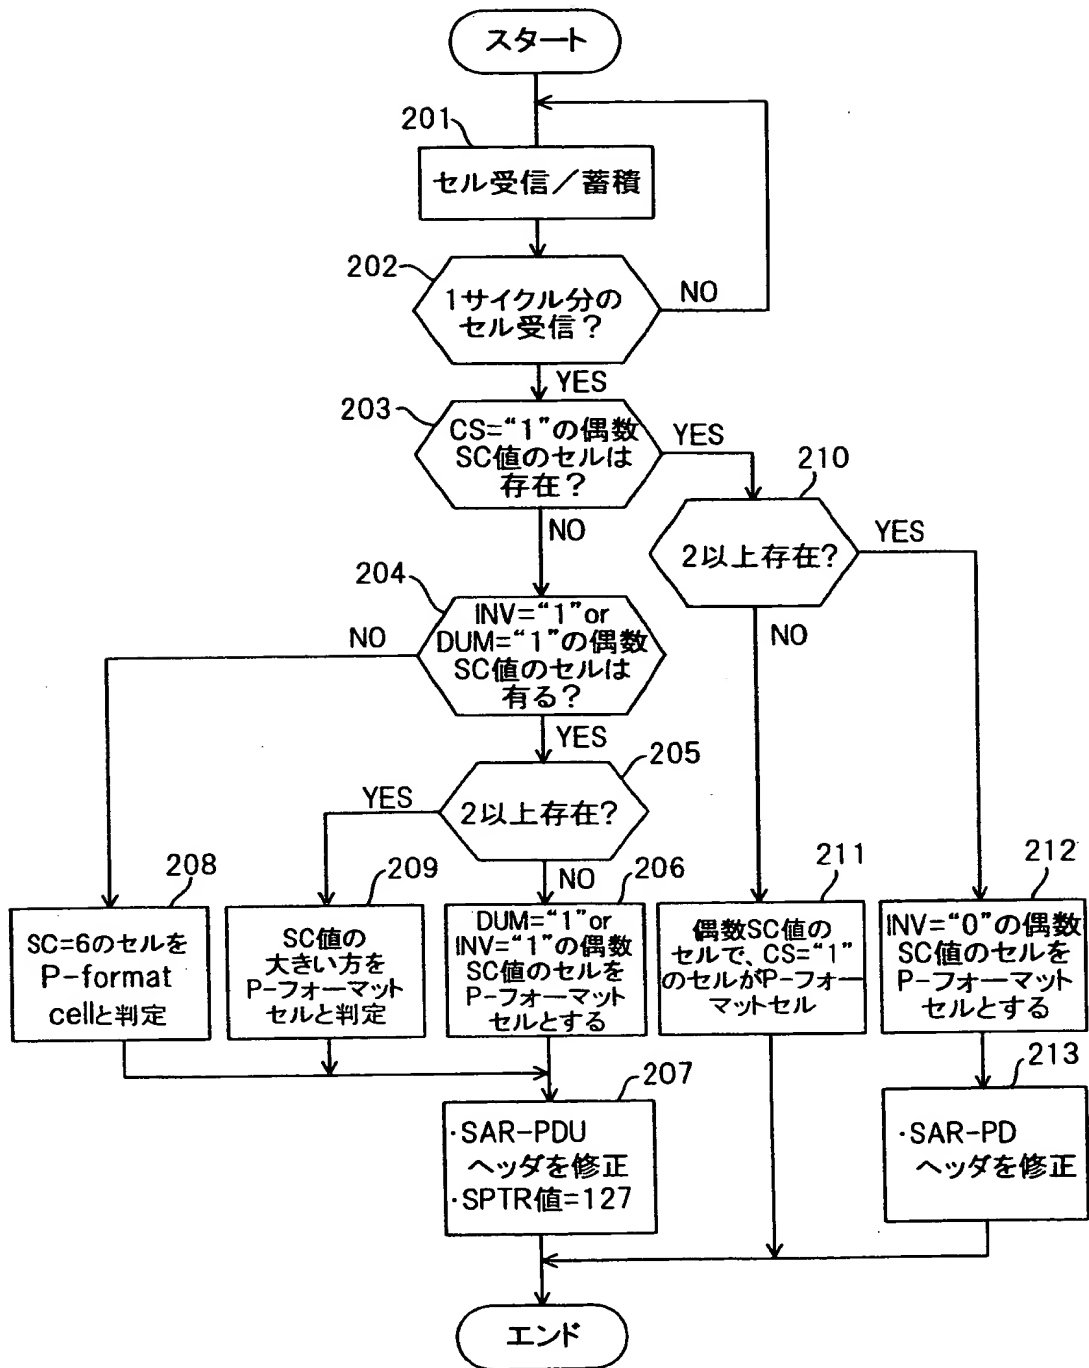 スタート
201
セル受信／蓄積
202
1サイクル分の
セル受信？
NO
YES
203
CS=“1”の偶数
SC値のセルは
存在？
YES
NO
210
2以上存在？
YES
NO
204
INV=“1” or
DUM=“1”の偶数
SC値のセルは
有る？
NO
YES
205
2以上存在？
YES
NO
208
SC=6のセルを
P-format
cellと判定
209
SC値の
大きい方を
P-フォーマット
セルと判定
206
DUM=“1” or
INV=“1”の偶数
SC値のセルを
P-フォーマット
セルとする
211
偶数SC値の
セルで、CS=“1”
のセルがP-フォー
マットセル
212
INV=“0”の偶数
SC値のセルを
P-フォーマット
セルとする
207
・SAR-PDU
ヘッダを修正
・SPTR値=127
213
・SAR-PD
ヘッダを修正
エンド